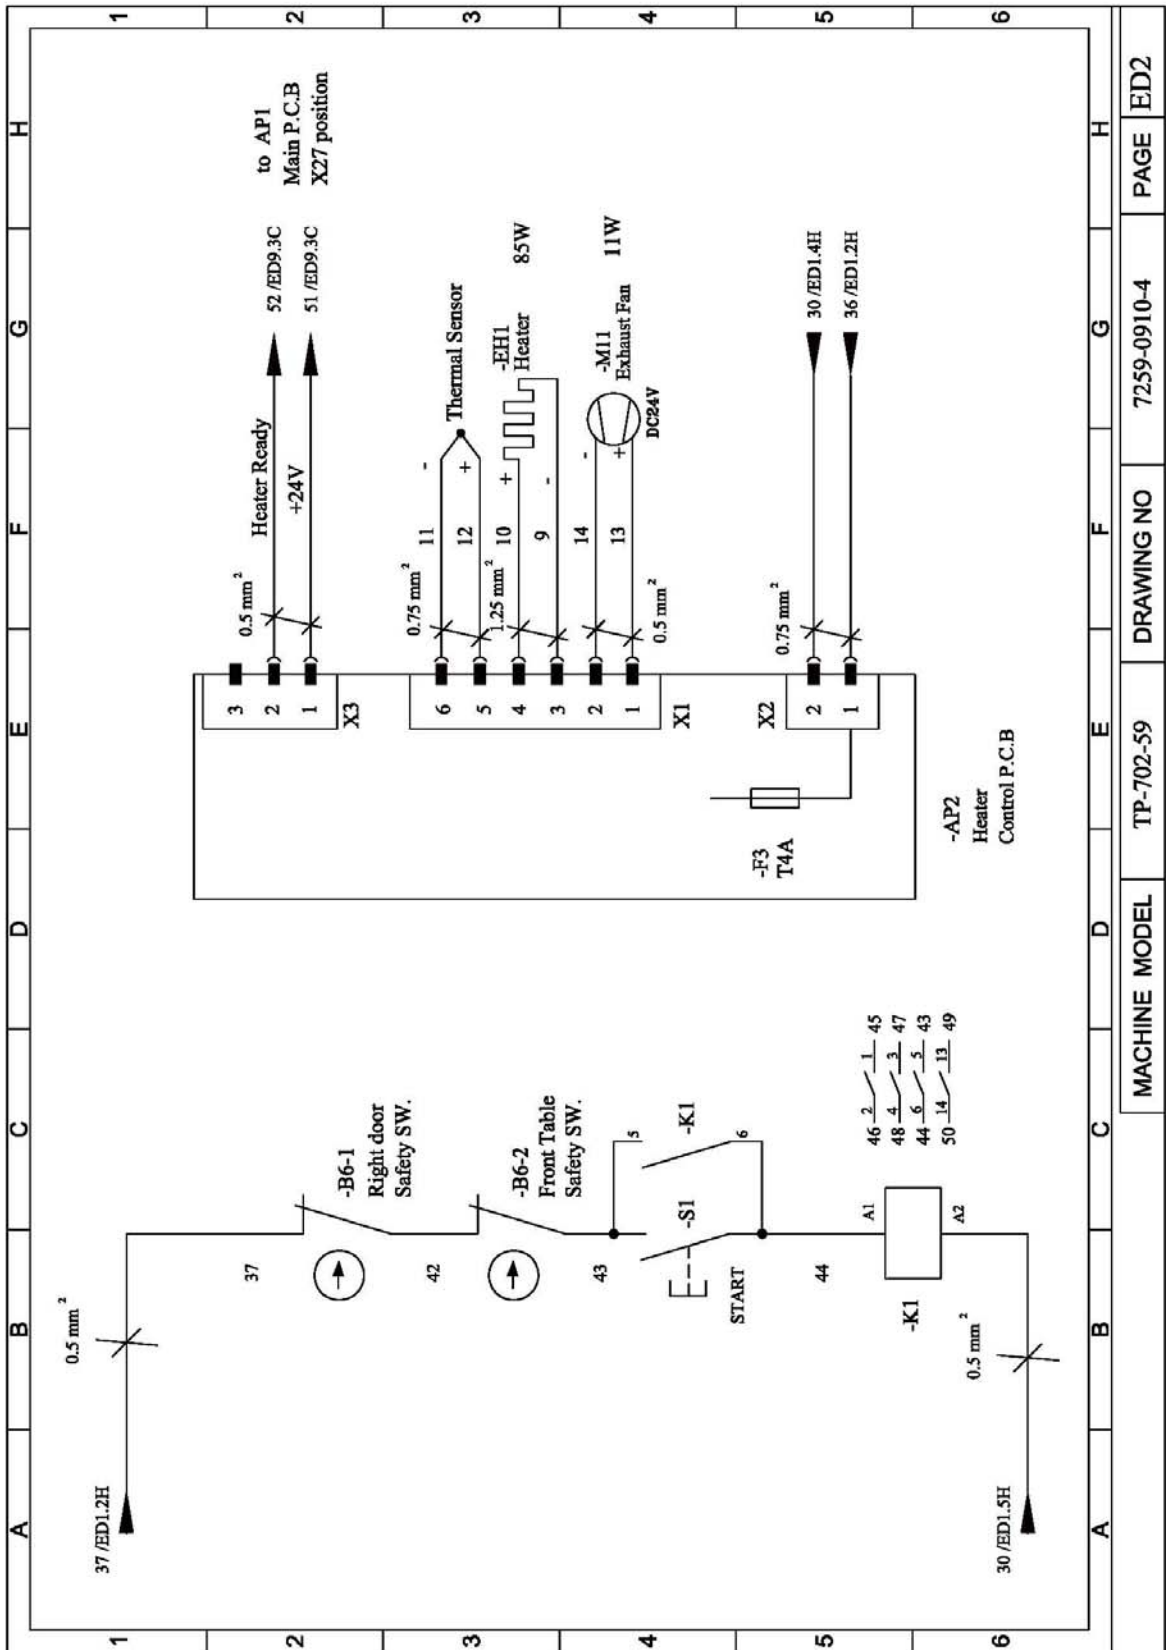 A B C D E F G H
1
2
3
4
5
6
37 /ED1.2H
0.5 mm²
37
-B6-1
Right door
Safety SW.
42
-B6-2
Front Table
Safety SW.
43
-S1
START
5
-K1
6
44
A1
-K1
A2
46 2 1 45
48 4 3 47
44 6 5 43
50 14 13 49
0.5 mm²
30 /ED1.5H
-F3
T4A
-AP2
Heater
Control P.C.B
3
2
1
X3
0.5 mm²
Heater Ready
+24V
52 /ED9.3C
51 /ED9.3C
to AP1
Main P.C.B
X27 position
6
5
4
3
2
1
X1
0.75 mm²
11 -
12 +
Thermal Sensor
1.25 mm²
10 +
9 -
-EH1
Heater
85W
14 -
13 +
0.5 mm²
-M11
Exhaust Fan
DC24V
11W
X2
2
1
0.75 mm²
30 /ED1.4H
36 /ED1.2H
1
2
3
4
5
6
A B C D E F G H
MACHINE MODEL TP-702-59 DRAWING NO 7259-0910-4 PAGE ED2